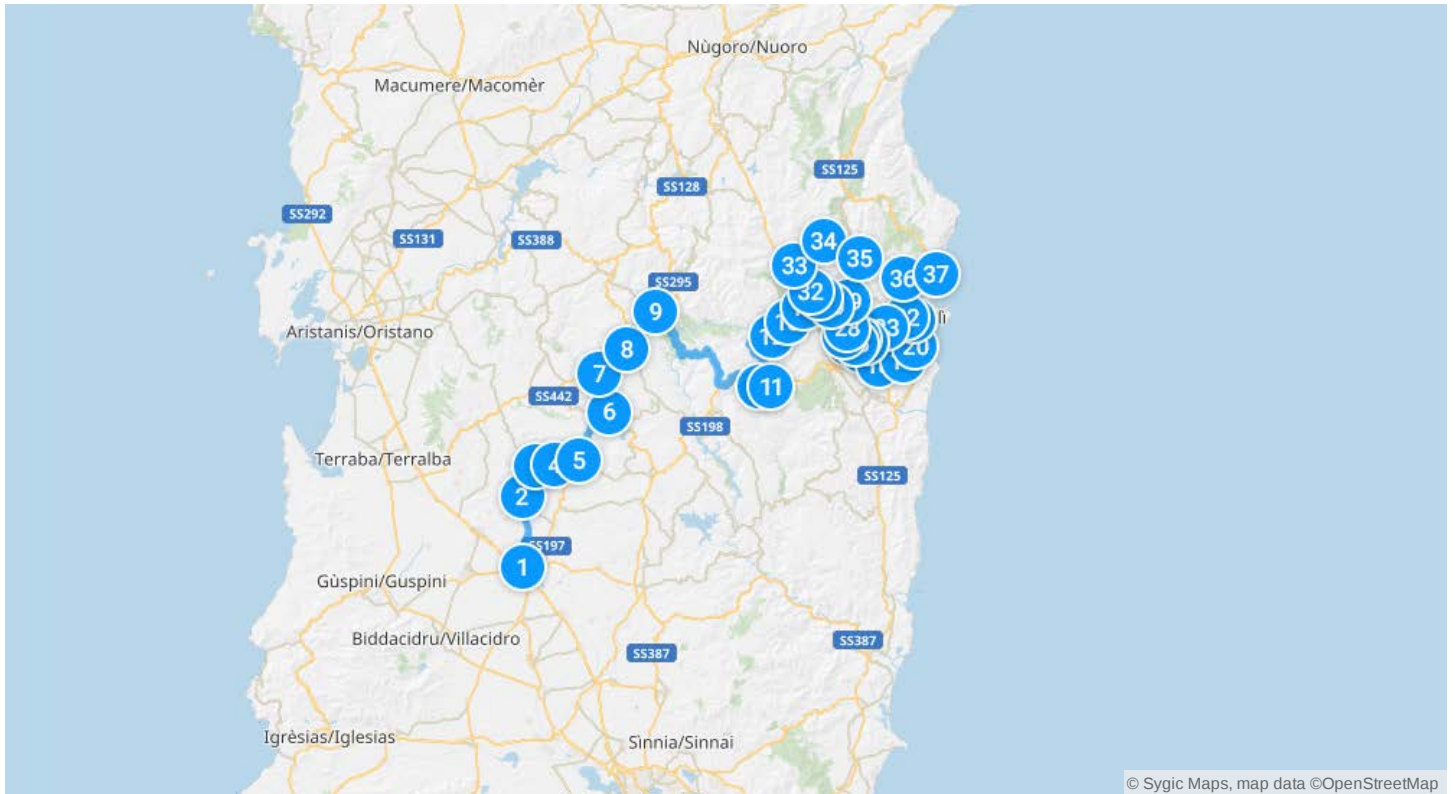 Nùgoro/Nuoro
Macumere/Macomèr
SS125
SS128
SS292
SS131
SS388
34
35
33
36
37
SS295
32
9
Aristanis/Oristano
28
20
8
7
11
SS442
6
SS198
Terraba/Terralba
5
SS125
2
SS197
1
Gùspini/Guspini
Biddacidru/Villacidro
SS387
SS387
Igrèsias/Iglesias
Sìnnia/Sinnai
© Sygic Maps, map data ©OpenStreetMap